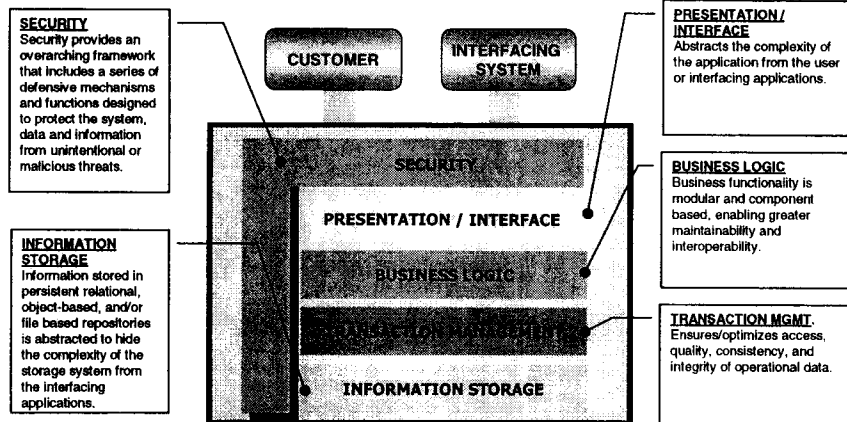 SECURITY
Security provides an
overarching framework
that includes a series of
defensive mechanisms
and functions designed
to protect the system,
data and information
from unintentional or
malicious threats.
INFORMATION
STORAGE
Information stored in
persistent relational,
object-based, and/or
file based repositories
is abstracted to hide
the complexity of the
storage system from
the interfacing
applications.
CUSTOMER
INTERFACING
SYSTEM
SECURITY
PRESENTATION / INTERFACE
BUSINESS LOGIC
TRANSACTION MANAGEMENT
INFORMATION STORAGE
PRESENTATION /
INTERFACE
Abstracts the complexity of
the application from the user
or interfacing applications.
BUSINESS LOGIC
Business functionality is
modular and component
based, enabling greater
maintainability and
interoperability.
TRANSACTION MGMT.
Ensures/optimizes access,
quality, consistency, and
integrity of operational data.